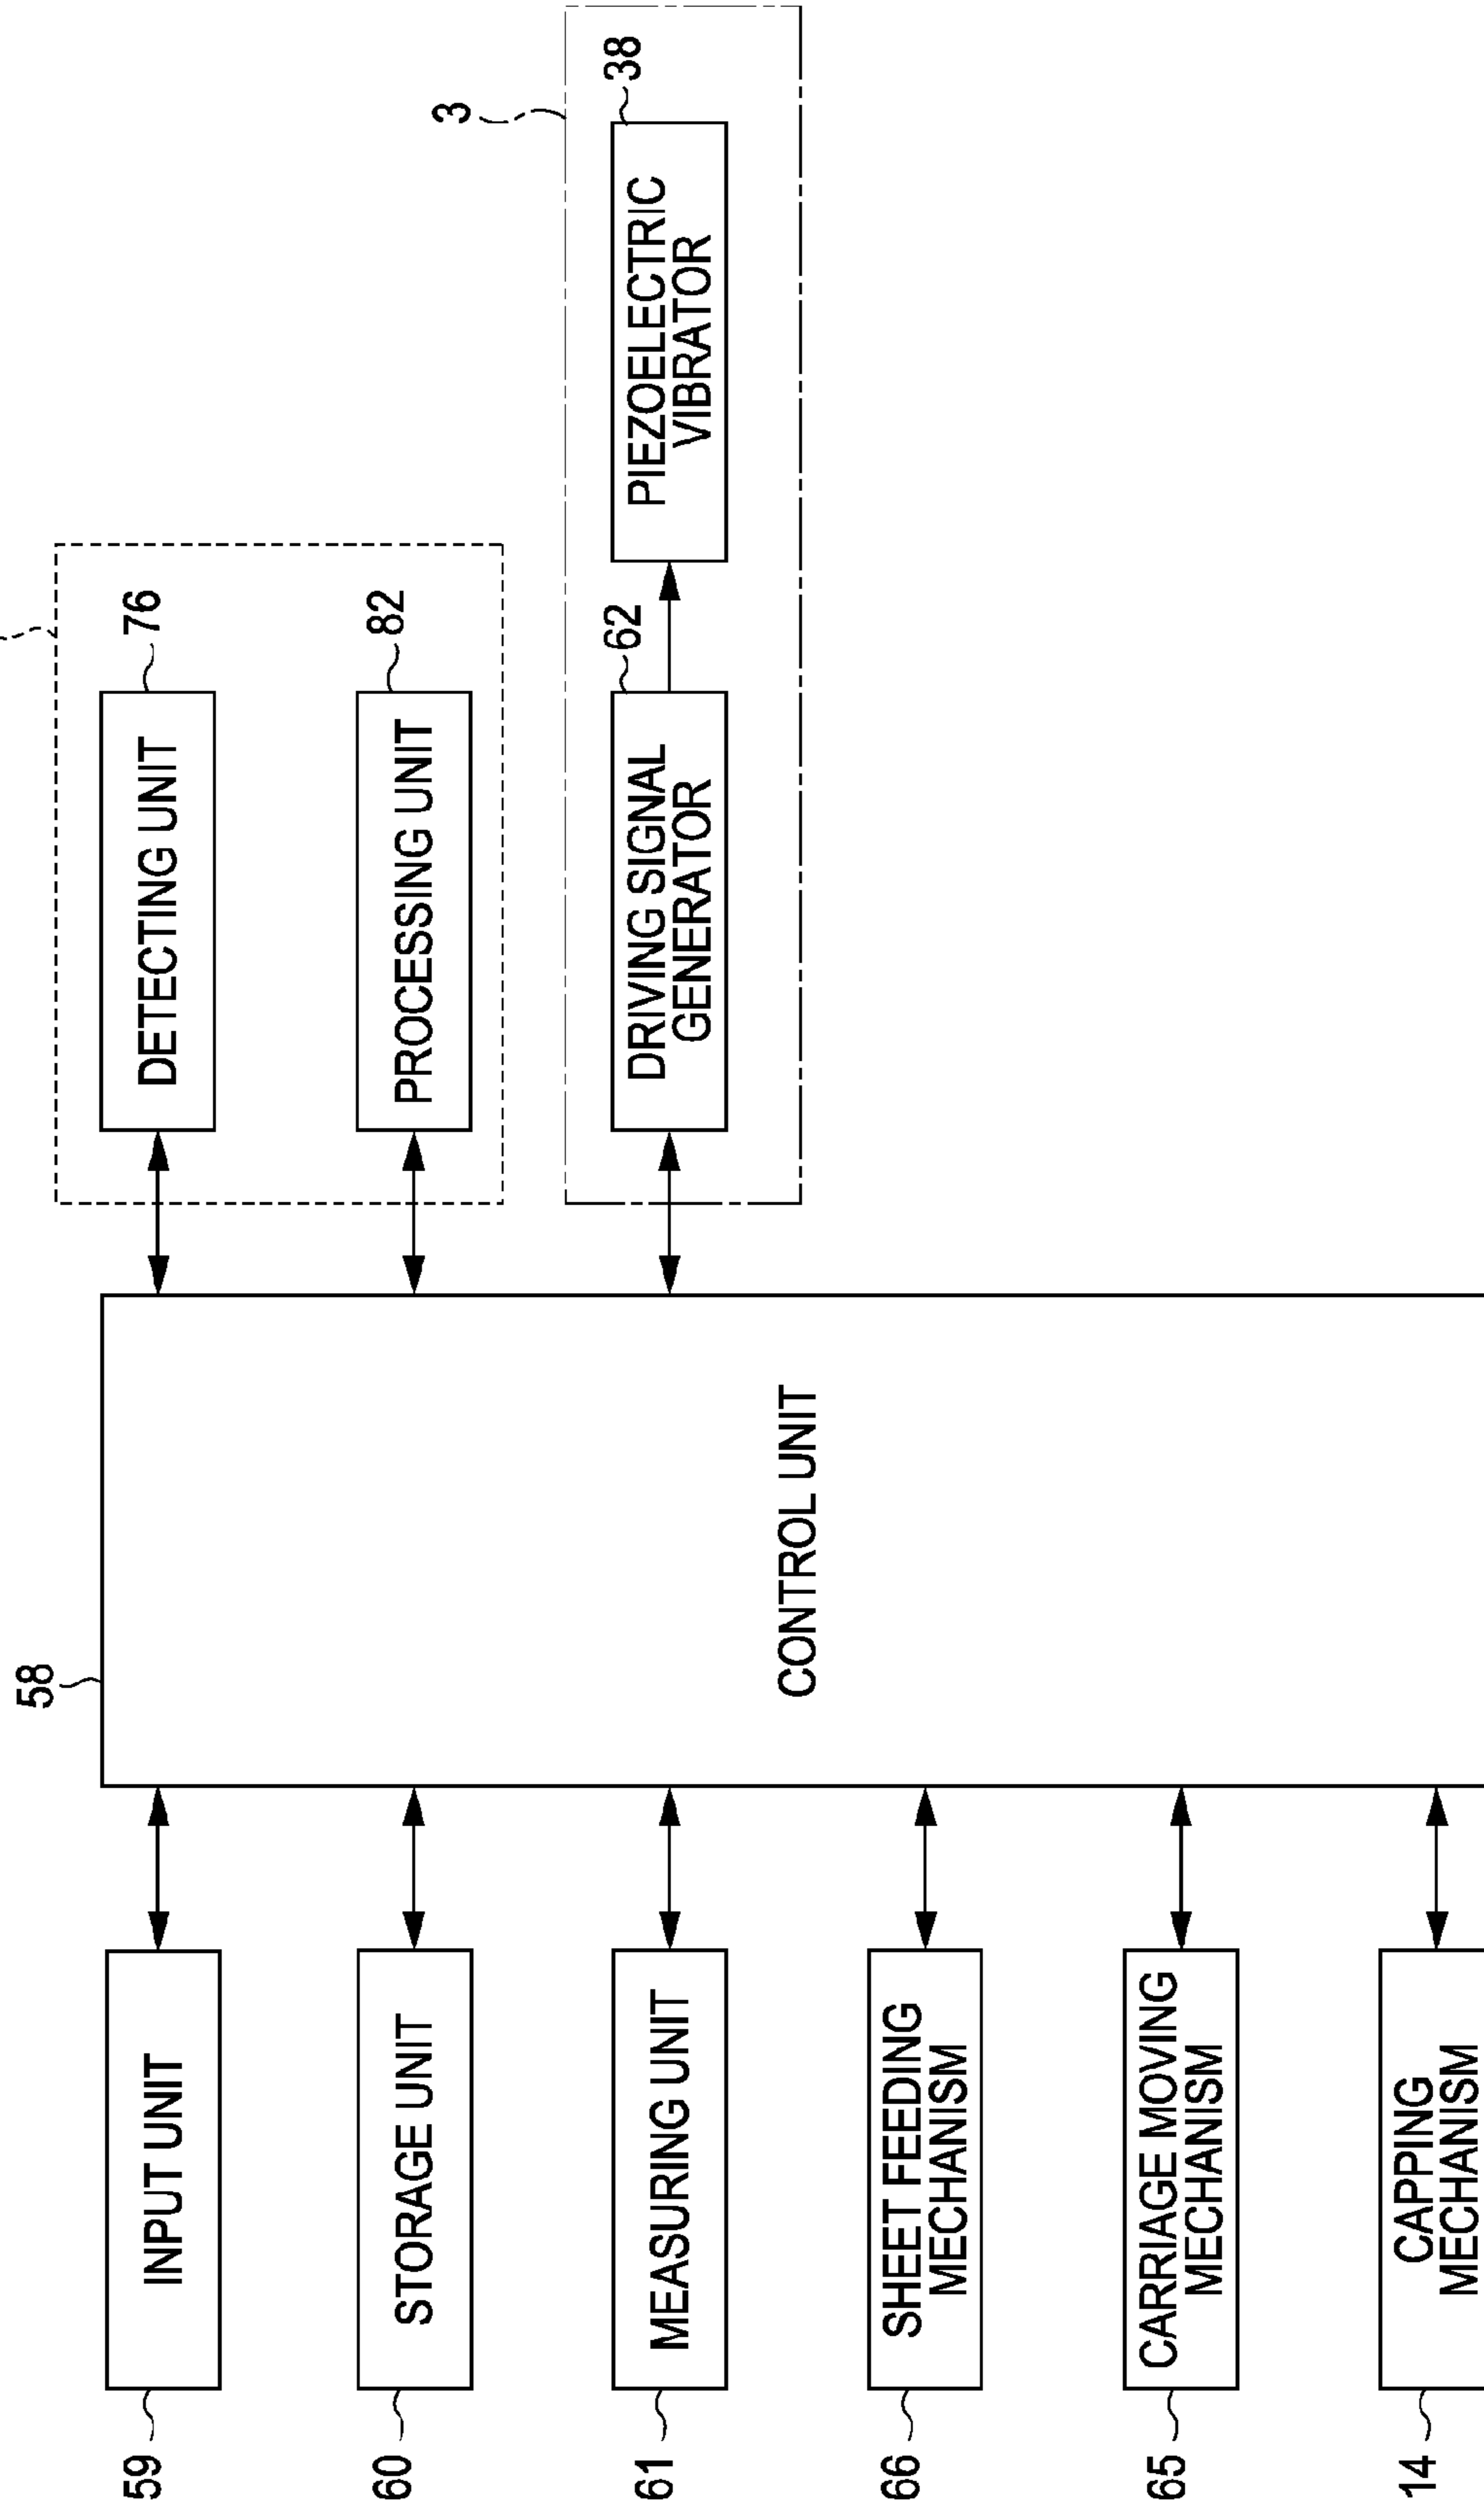 58
59
INPUT UNIT
60
STORAGE UNIT
61
MEASURING UNIT
66
SHEET FEEDING
MECHANISM
65
CARRIAGE MOVING
MECHANISM
14
CAPPING
MECHANISM
CONTROL UNIT
DETECTING UNIT
76
PROCESSING UNIT
82
3
DRIVING SIGNAL
GENERATOR
62
PIEZOELECTRIC
VIBRATOR
38